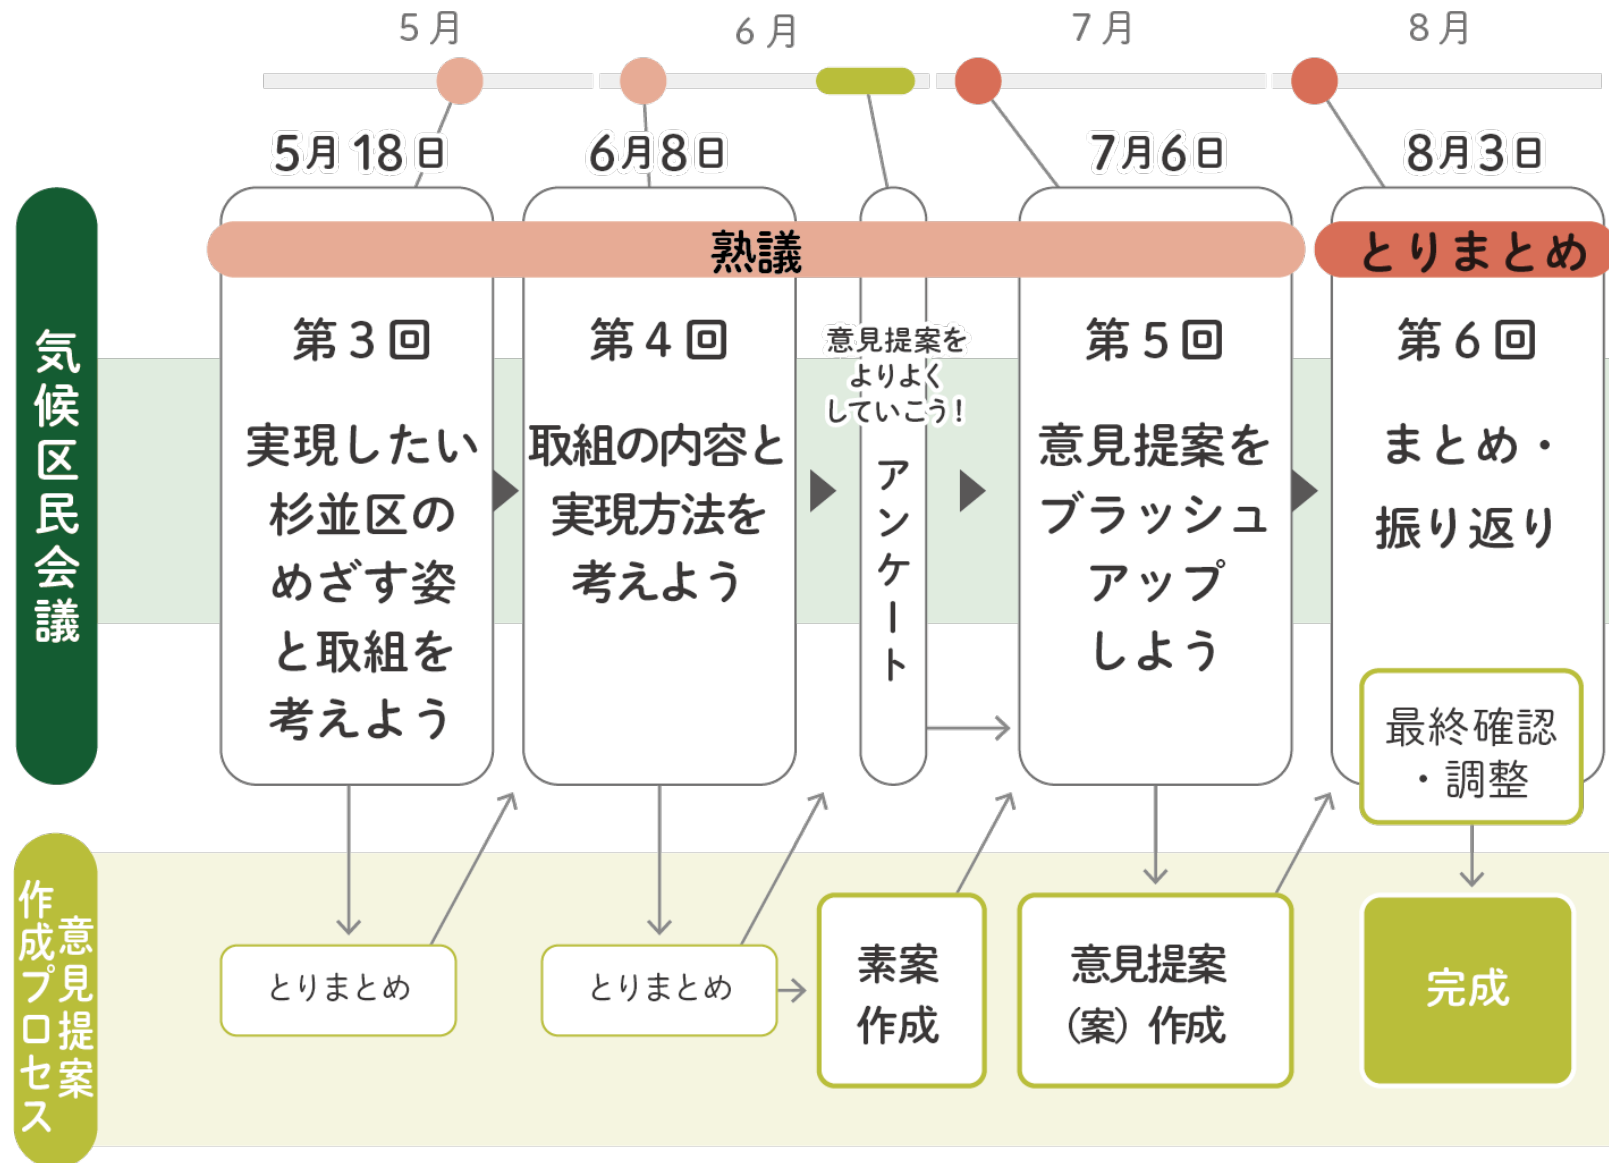 5月
6月
7月
8月
5月18日
6月8日
7月6日
8月3日
熟議
とりまとめ
気候区民会議
第3回
実現したい
杉並区の
めざす姿
と取組を
考えよう
第4回
取組の内容と
実現方法を
考えよう
意見提案を
よりよく
していこう！
アンケート
第5回
意見提案を
ブラッシュ
アップ
しよう
第6回
まとめ・
振り返り
最終確認
・調整
意見提案
作成プロセス
とりまとめ
とりまとめ
素案
作成
意見提案
（案）作成
完成